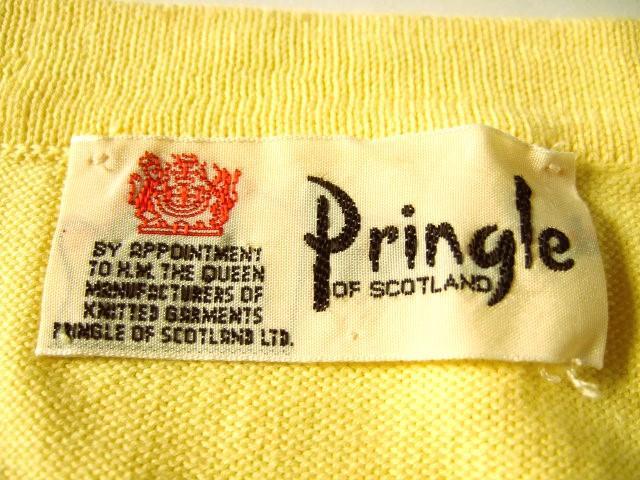 BY APPOINTMENT
TO H.M. THE QUEEN
MANUFACTURERS OF
KNITTED GARMENTS
PRINGLE OF SCOTLAND LTD.
Pringle
OF SCOTLAND